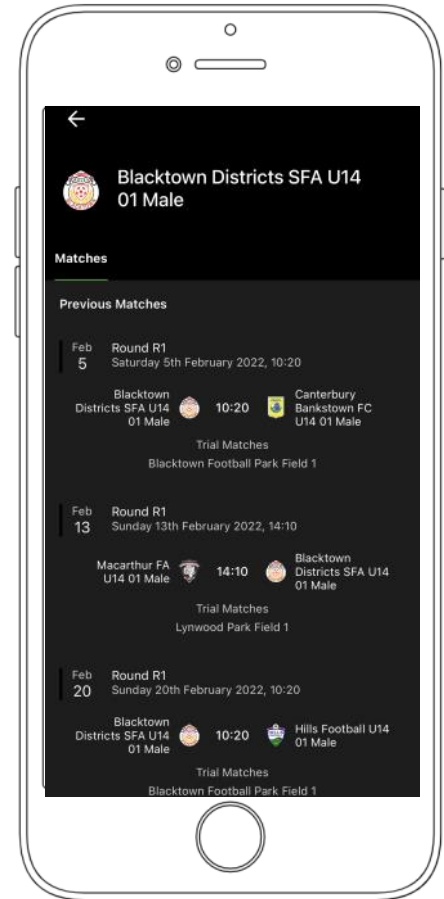 Blacktown Districts SFA U14
01 Male
Matches
Previous Matches
Feb
5
Round R1
Saturday 5th February 2022, 10:20
Blacktown
Districts SFA U14
01 Male
10:20
Canterbury
Bankstown FC
U14 01 Male
Trial Matches
Blacktown Football Park Field 1
Feb
13
Round R1
Sunday 13th February 2022, 14:10
Macarthur FA
U14 01 Male
14:10
Blacktown
Districts SFA U14
01 Male
Trial Matches
Lynwood Park Field 1
Feb
20
Round R1
Sunday 20th February 2022, 10:20
Blacktown
Districts SFA U14
01 Male
10:20
Hills Football U14
01 Male
Trial Matches
Blacktown Football Park Field 1